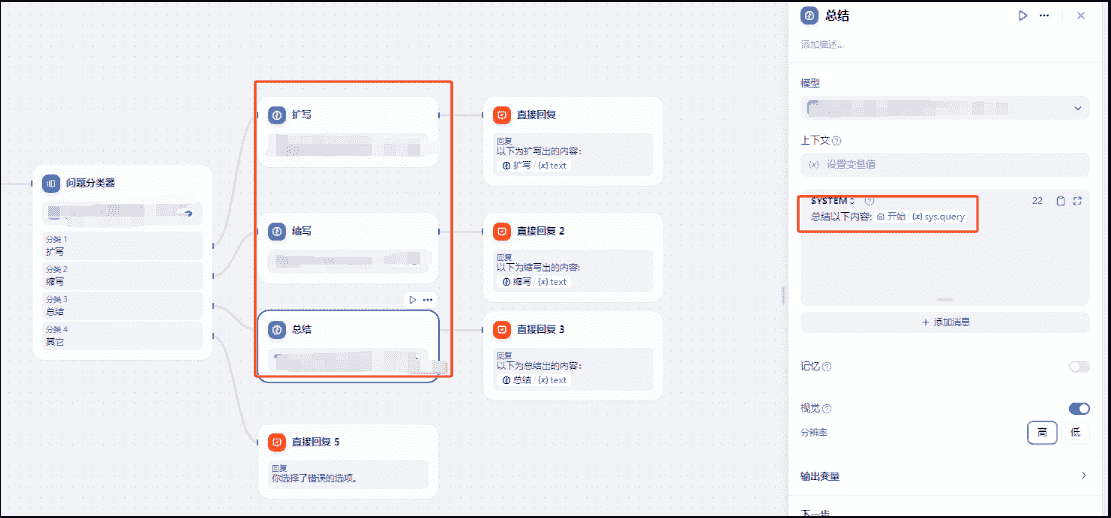 问题分类器
分类 1
扩写
分类 2
缩写
分类 3
总结
分类 4
其它
扩写
缩写
总结
直接回复
回复
以下为扩写出的内容:
扩写 / {x} text
直接回复 2
回复
以下为缩写出的内容:
缩写 / {x} text
直接回复 3
回复
以下为总结出的内容:
总结 / {x} text
直接回复 5
回复
你选择了错误的选项。
总结
添加描述...
模型
上下文
{x} 设置变量值
SYSTEM
22
总结以下内容: 开始 / {x} sys.query
+ 添加消息
记忆
视觉
分辨率
高 低
输出变量
下一步